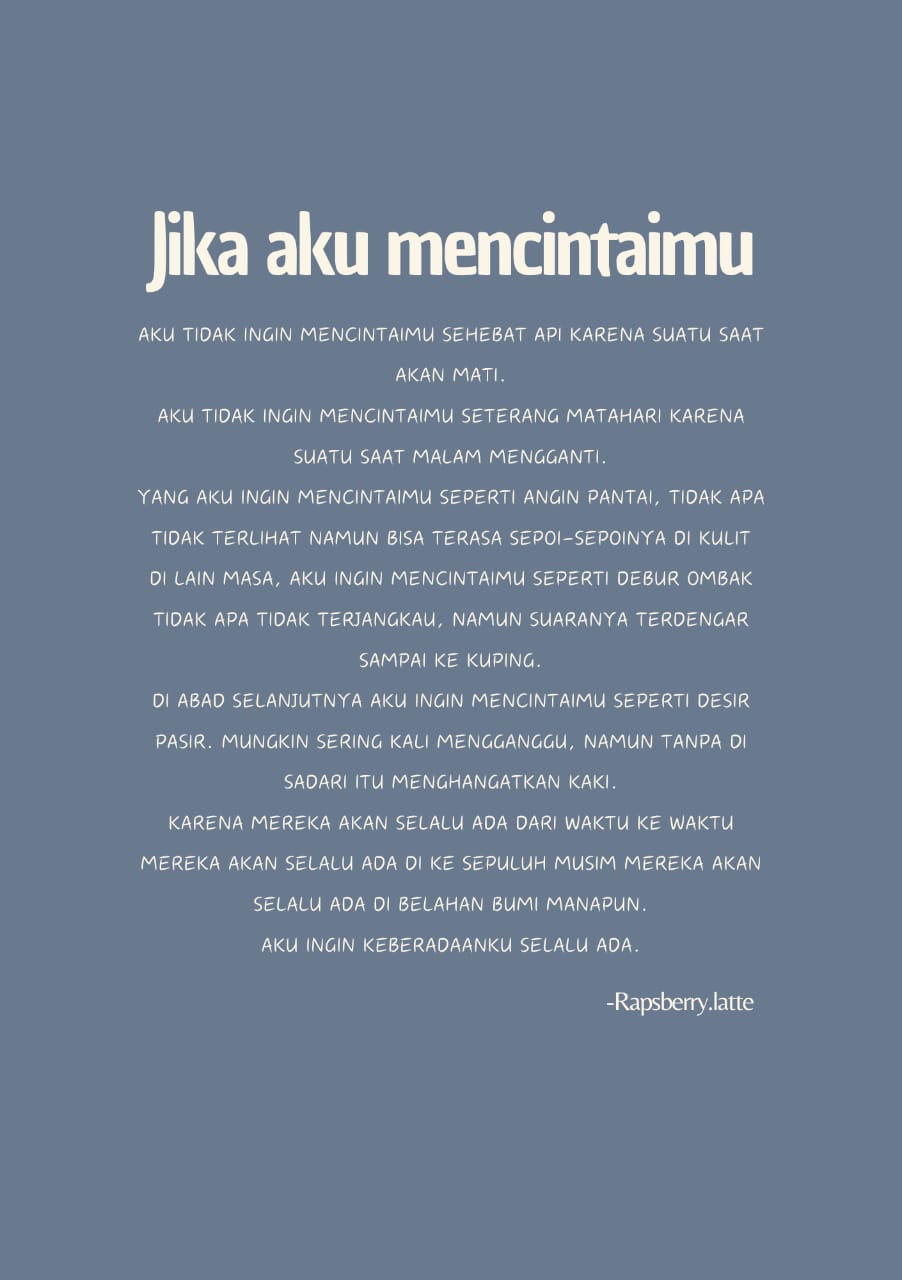 Jika aku mencintaimu
AKU TIDAK INGIN MENCINTAIMU SEHEBAT API KARENA SUATU SAAT
AKAN MATI.
AKU TIDAK INGIN MENCINTAIMU SETERANG MATAHARI KARENA
SUATU SAAT MALAM MENGGANTI.
YANG AKU INGIN MENCINTAIMU SEPERTI ANGIN PANTAI, TIDAK APA
TIDAK TERLIHAT NAMUN BISA TERASA SEPOI-SEPOINYA DI KULIT
DI LAIN MASA, AKU INGIN MENCINTAIMU SEPERTI DEBUR OMBAK
TIDAK APA TIDAK TERJANGKAU, NAMUN SUARANYA TERDENGAR
SAMPAI KE KUPING.
DI ABAD SELANJUTNYA AKU INGIN MENCINTAIMU SEPERTI DESIR
PASIR. MUNGKIN SERING KALI MENGGANGGU, NAMUN TANPA DI
SADARI ITU MENGHANGATKAN KAKI.
KARENA MEREKA AKAN SELALU ADA DARI WAKTU KE WAKTU
MEREKA AKAN SELALU ADA DI KE SEPULUH MUSIM MEREKA AKAN
SELALU ADA DI BELAHAN BUMI MANAPUN.
AKU INGIN KEBERADAANKU SELALU ADA.
-Rapsberry.latte